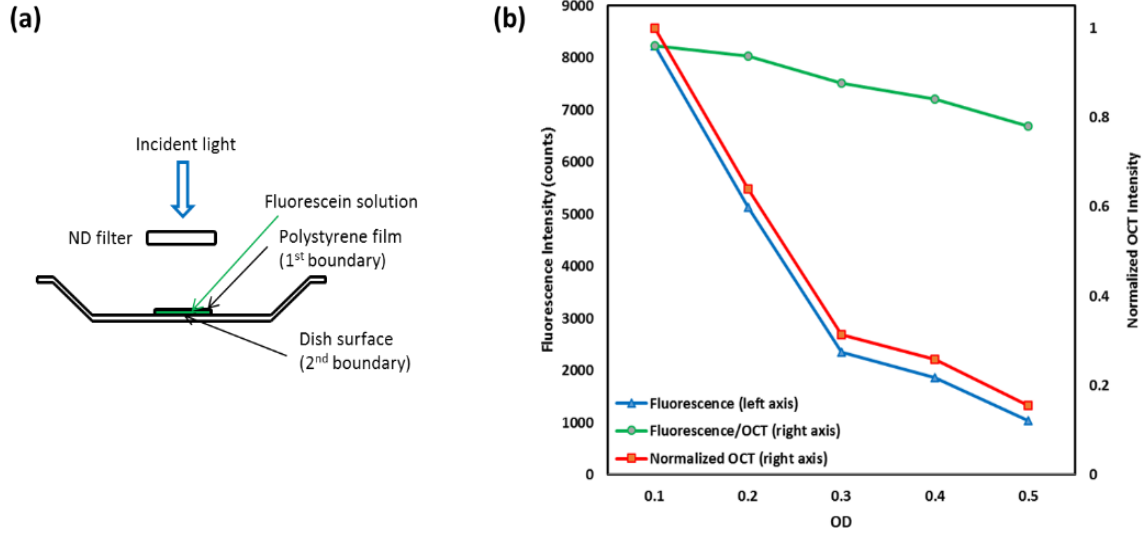 (a)
Incident light
Fluorescein solution
ND filter
Polystyrene film
(1st boundary)
Dish surface
(2nd boundary)
(b)
9000
8000
7000
6000
5000
4000
3000
2000
1000
0
Fluorescence Intensity (counts)
1
0.8
0.6
0.4
0.2
0
Normalized OCT Intensity
Fluorescence (left axis)
Fluorescence/OCT (right axis)
Normalized OCT (right axis)
0.1 0.2 0.3 0.4 0.5
OD